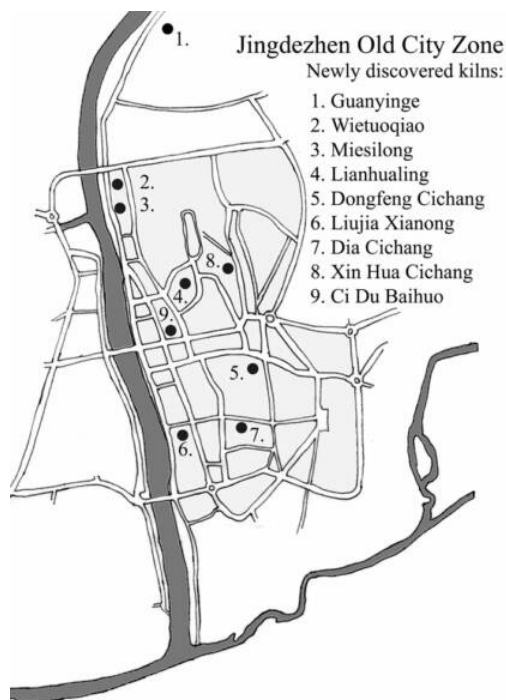 1.
Jingdezhen Old City Zone
Newly discovered kilns:
1. Guanyinge
2. Wietuoqiao
3. Miesilong
4. Lianhualing
5. Dongfeng Cichang
6. Liujia Xianong
7. Dia Cichang
8. Xin Hua Cichang
9. Ci Du Baihuo
2.
3.
8.
4.
9.
5.
7.
6.